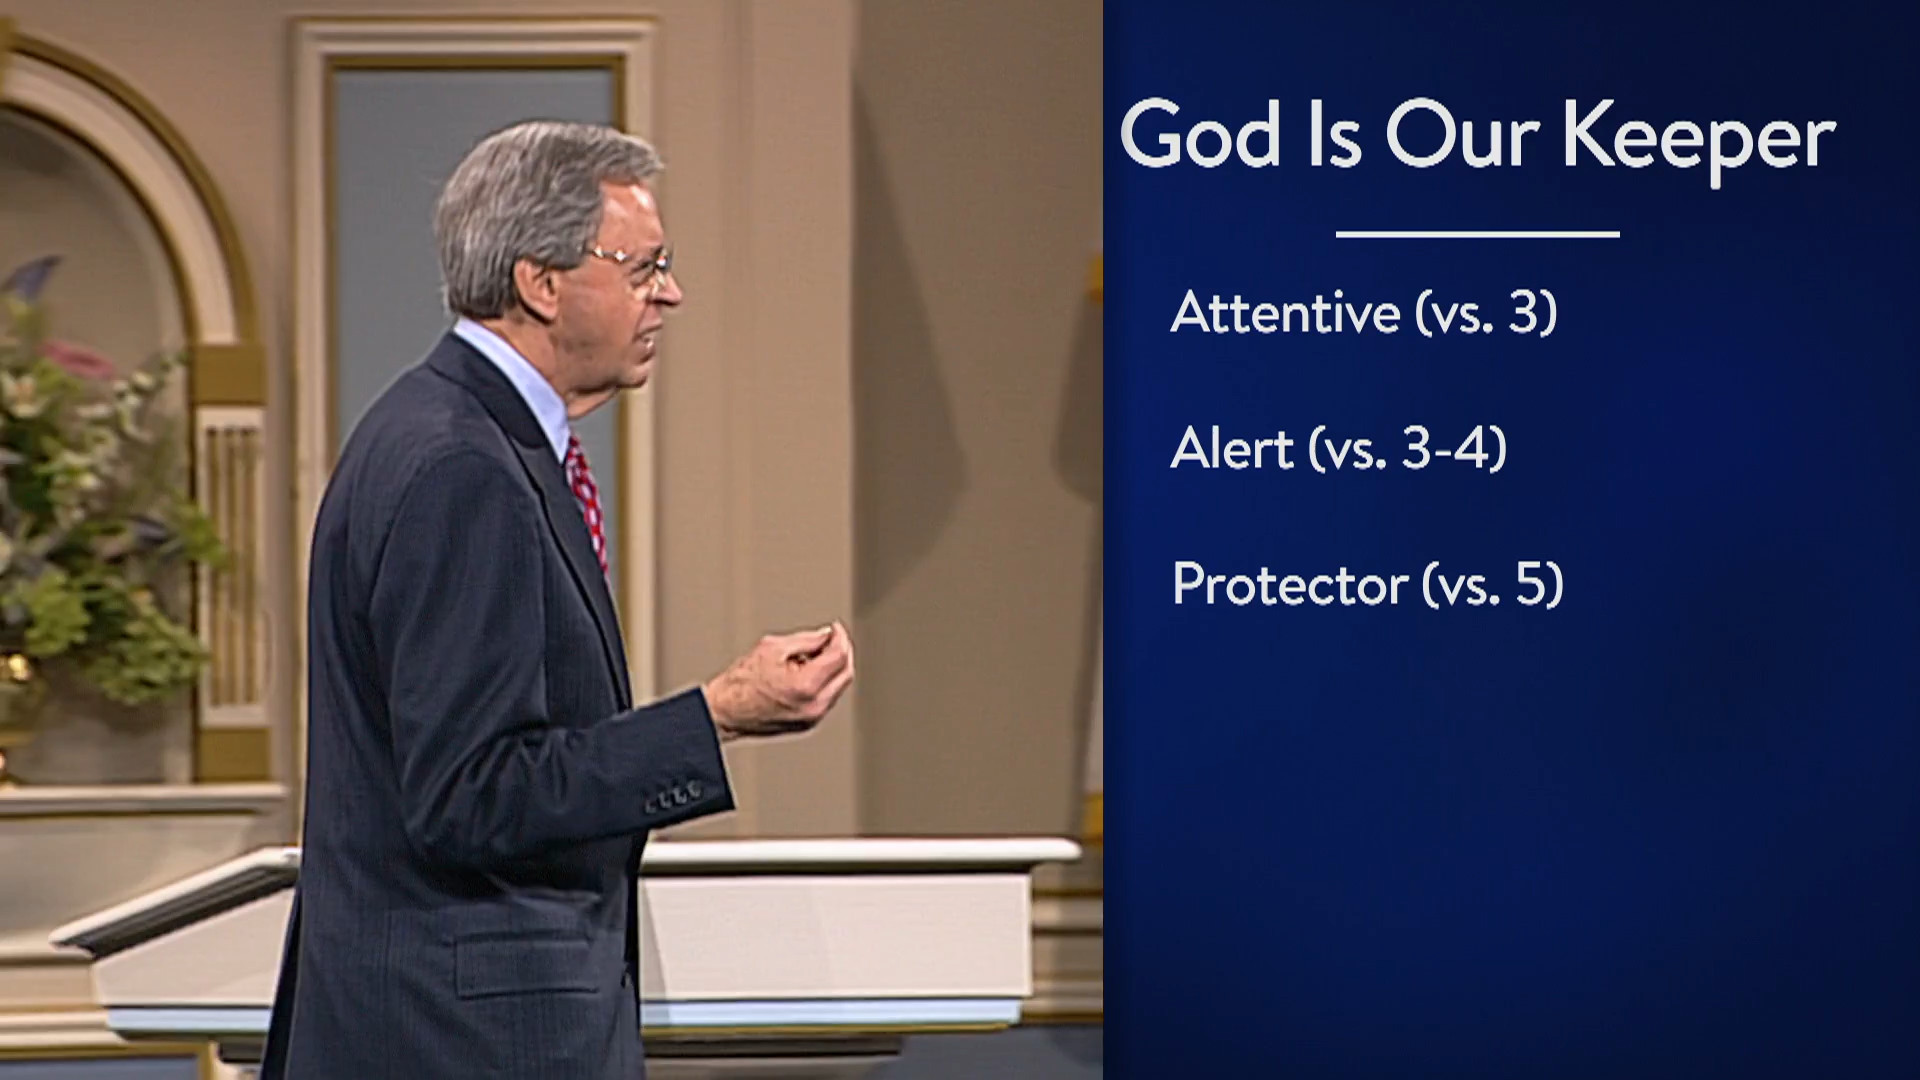 God Is Our Keeper
Attentive (vs. 3)
Alert (vs. 3-4)
Protector (vs. 5)